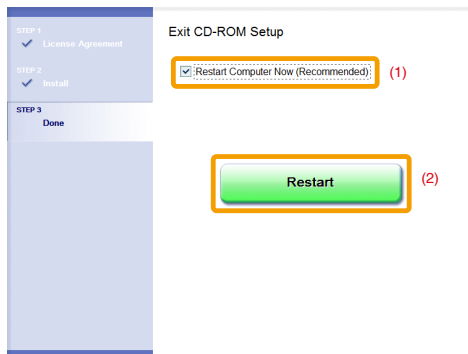 STEP 1
License Agreement
STEP 2
Install
STEP 3
Done
Exit CD-ROM Setup
Restart Computer Now (Recommended)
(1)
Restart
(2)